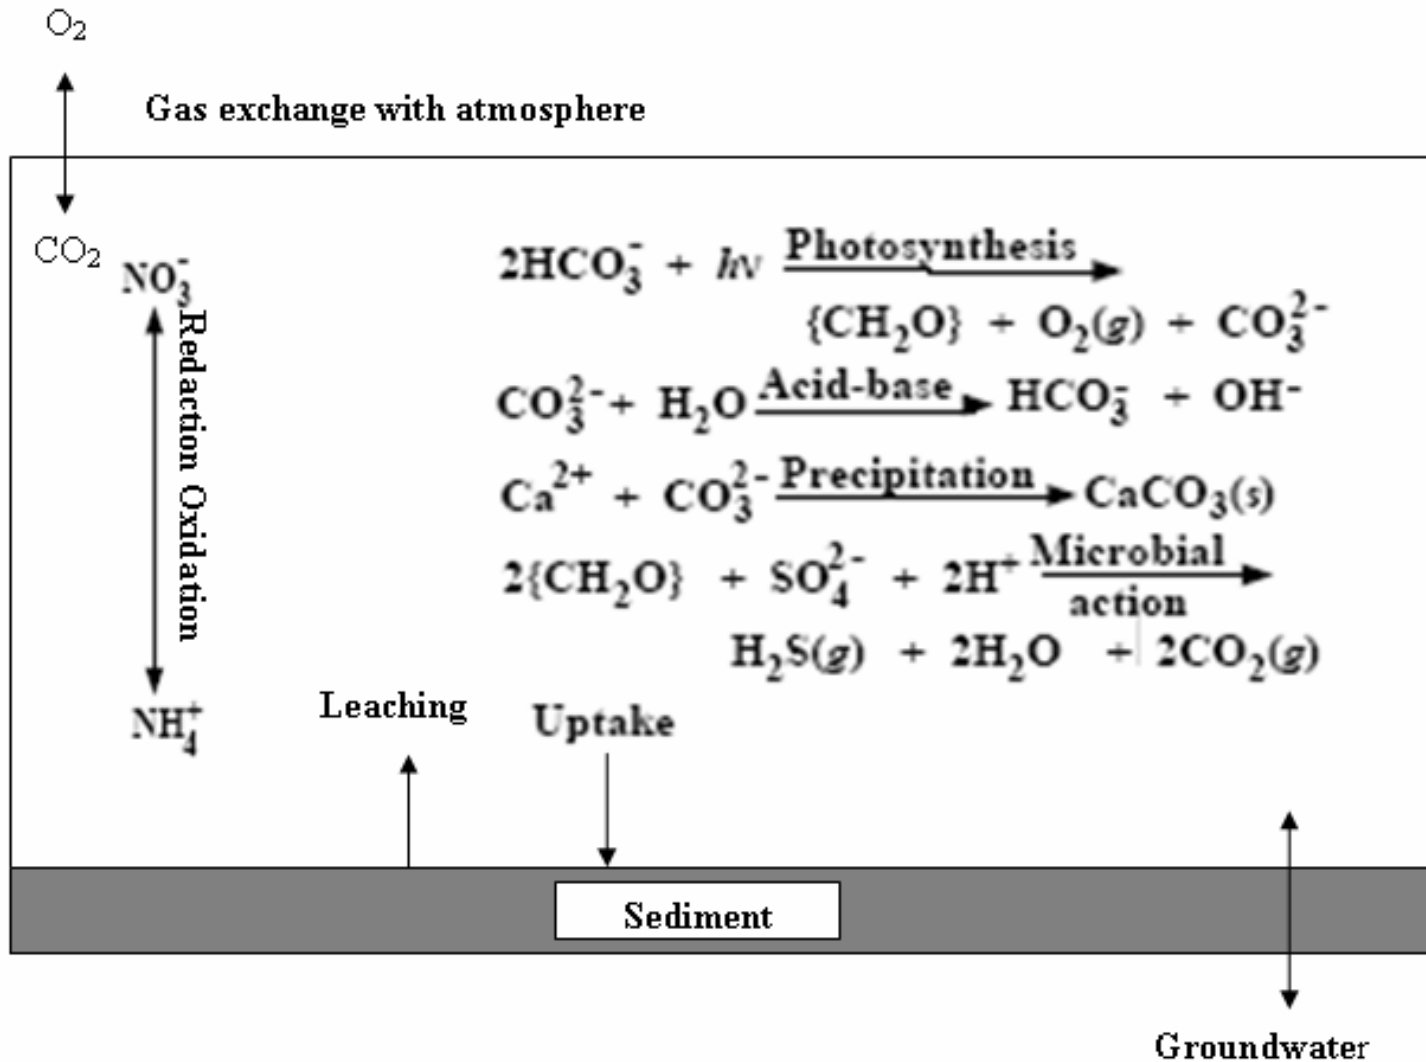 O₂
Gas exchange with atmosphere
CO₂
NO₃⁻
Redaction Oxidation
NH₄⁺
2HCO₃⁻ + hν Photosynthesis
{CH₂O} + O₂(g) + CO₃²⁻
CO₃²⁻ + H₂O Acid-base HCO₃⁻ + OH⁻
Ca²⁺ + CO₃²⁻ Precipitation CaCO₃(s)
2{CH₂O} + SO₄²⁻ + 2H⁺ Microbial
action
H₂S(g) + 2H₂O + 2CO₂(g)
Leaching
Uptake
Sediment
Groundwater